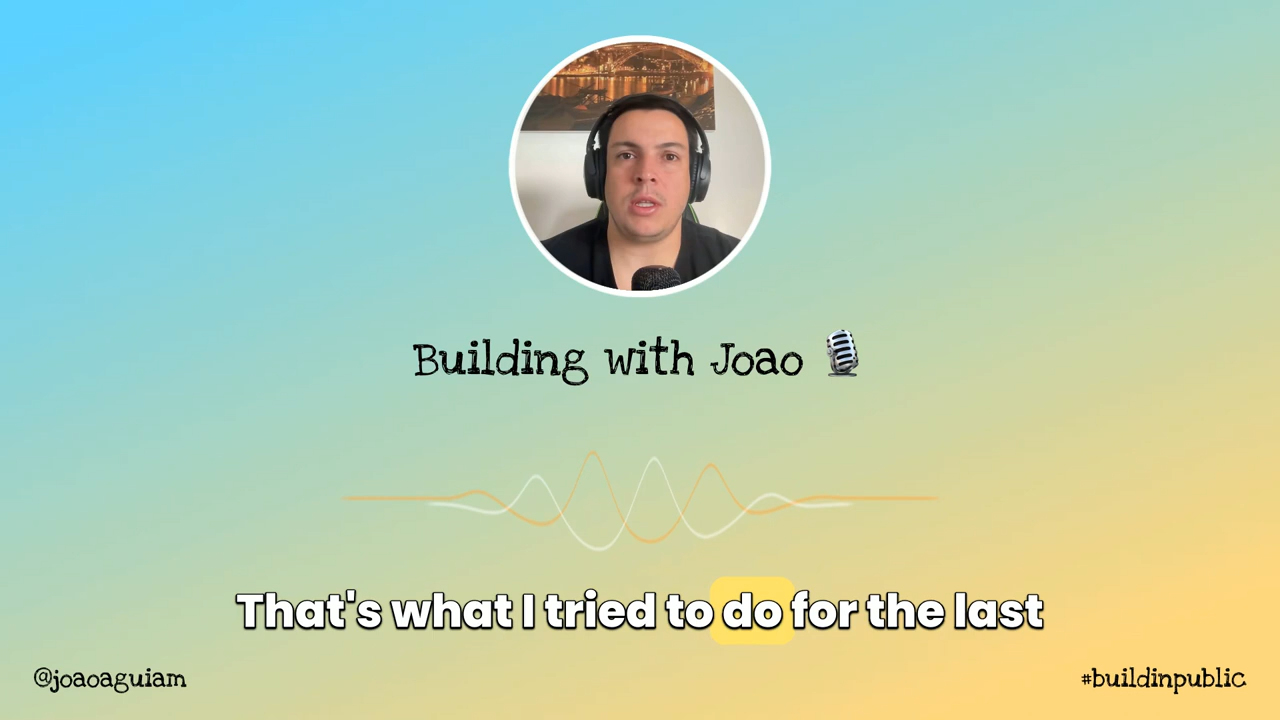 Building with Joao 🎙️
That's what I tried to do for the last
@joaoaguiam
#buildinpublic